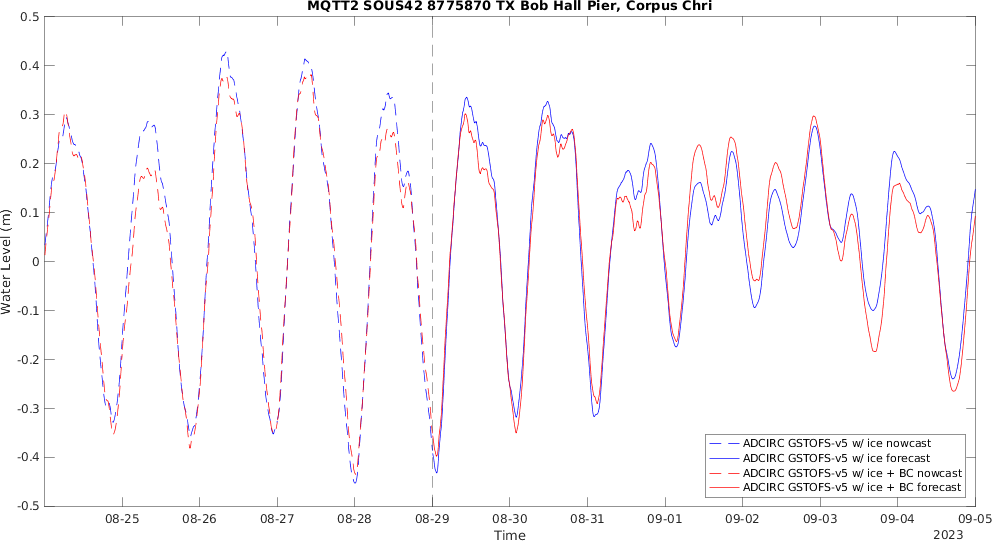 MQTT2 SOUS42 8775870 TX Bob Hall Pier, Corpus Chri
0.5
0.4
0.3
0.2
0.1
0
-0.1
-0.2
-0.3
-0.4
-0.5
Water Level (m)
ADCIRC GSTOFS-v5 w/ ice nowcast
ADCIRC GSTOFS-v5 w/ ice forecast
ADCIRC GSTOFS-v5 w/ ice + BC nowcast
ADCIRC GSTOFS-v5 w/ ice + BC forecast
08-25 08-26 08-27 08-28 08-29 08-30 08-31 09-01 09-02 09-03 09-04 09-05
Time
2023